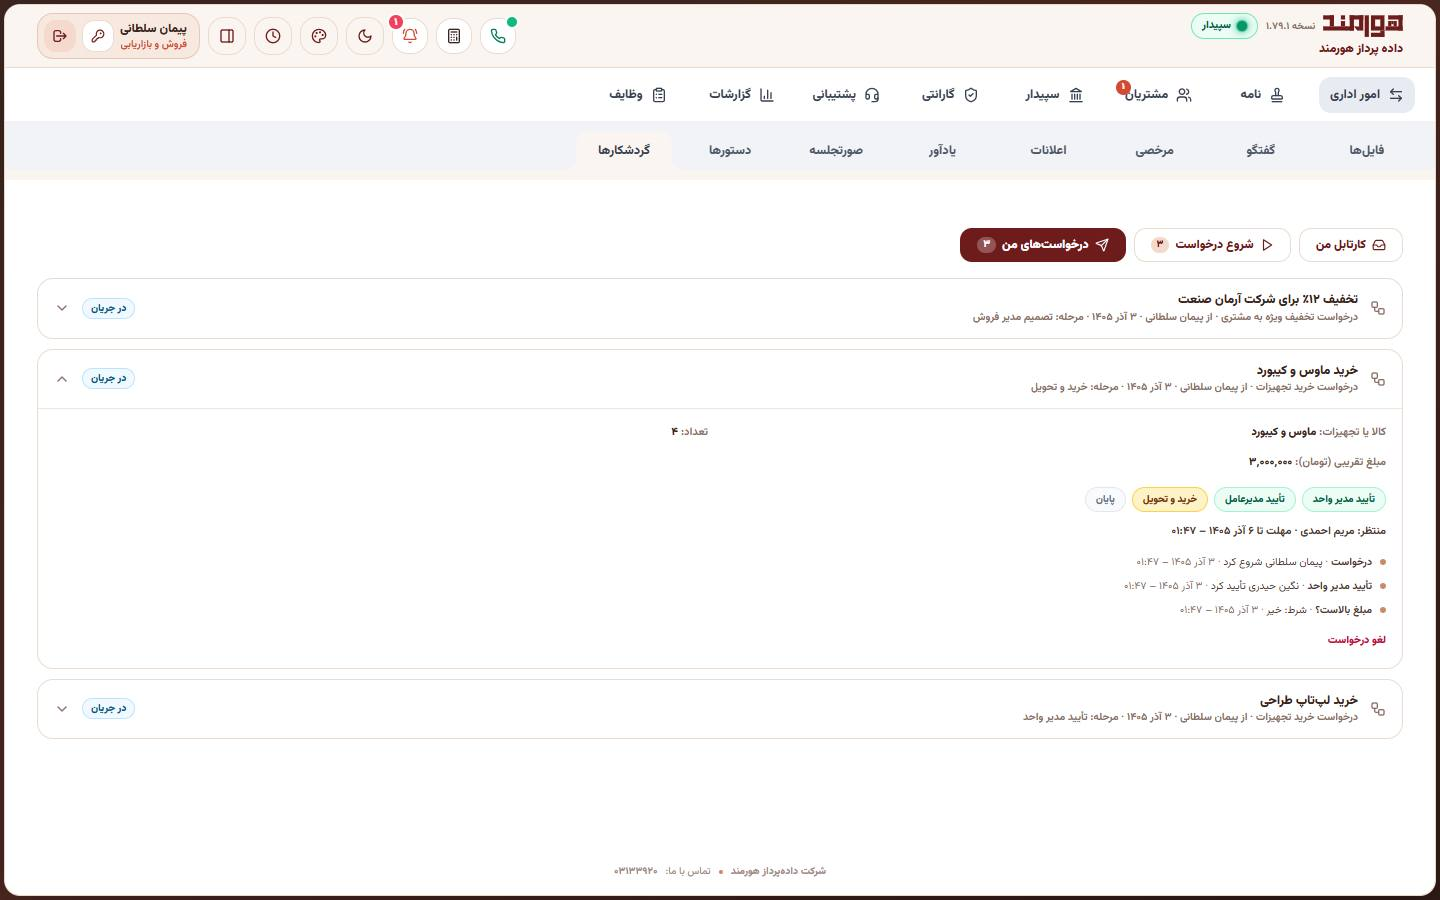 هورمند
نسخه ۱.۷۹.۱
سپیدار
داده پرداز هورمند
۱
پیمان سلطانی
فروش و بازاریابی
امور اداری
نامه
مشتریان
۱
سپیدار
گارانتی
پشتیبانی
گزارشات
وظایف
فایل‌ها
گفتگو
مرخصی
اعلانات
یادآور
صورتجلسه
دستورها
گردشکارها
کارتابل من
شروع درخواست ۳
درخواست‌های من ۳
تخفیف ۱۲٪ برای شرکت آرمان صنعت
درخواست تخفیف ویژه به مشتری · از پیمان سلطانی · ۳ آذر ۱۴۰۵ · مرحله: تصمیم مدیر فروش
در جریان
خرید ماوس و کیبورد
درخواست خرید تجهیزات · از پیمان سلطانی · ۳ آذر ۱۴۰۵ · مرحله: خرید و تحویل
در جریان
کالا یا تجهیزات: ماوس و کیبورد
تعداد: ۴
مبلغ تقریبی (تومان): ۳,۰۰۰,۰۰۰
تأیید مدیر واحد
تأیید مدیرعامل
خرید و تحویل
پایان
منتظر: مریم احمدی · مهلت تا ۶ آذر ۱۴۰۵ – ۰۱:۴۷
درخواست · پیمان سلطانی شروع کرد · ۳ آذر ۱۴۰۵ – ۰۱:۴۷
تأیید مدیر واحد · نگین حیدری تأیید کرد · ۳ آذر ۱۴۰۵ – ۰۱:۴۷
مبلغ بالاست؟ · شرط: خیر · ۳ آذر ۱۴۰۵ – ۰۱:۴۷
لغو درخواست
خرید لپ‌تاپ طراحی
درخواست خرید تجهیزات · از پیمان سلطانی · ۳ آذر ۱۴۰۵ · مرحله: تأیید مدیر واحد
در جریان
شرکت داده‌پرداز هورمند • تماس با ما: ۰۳۱۳۳۹۲۰